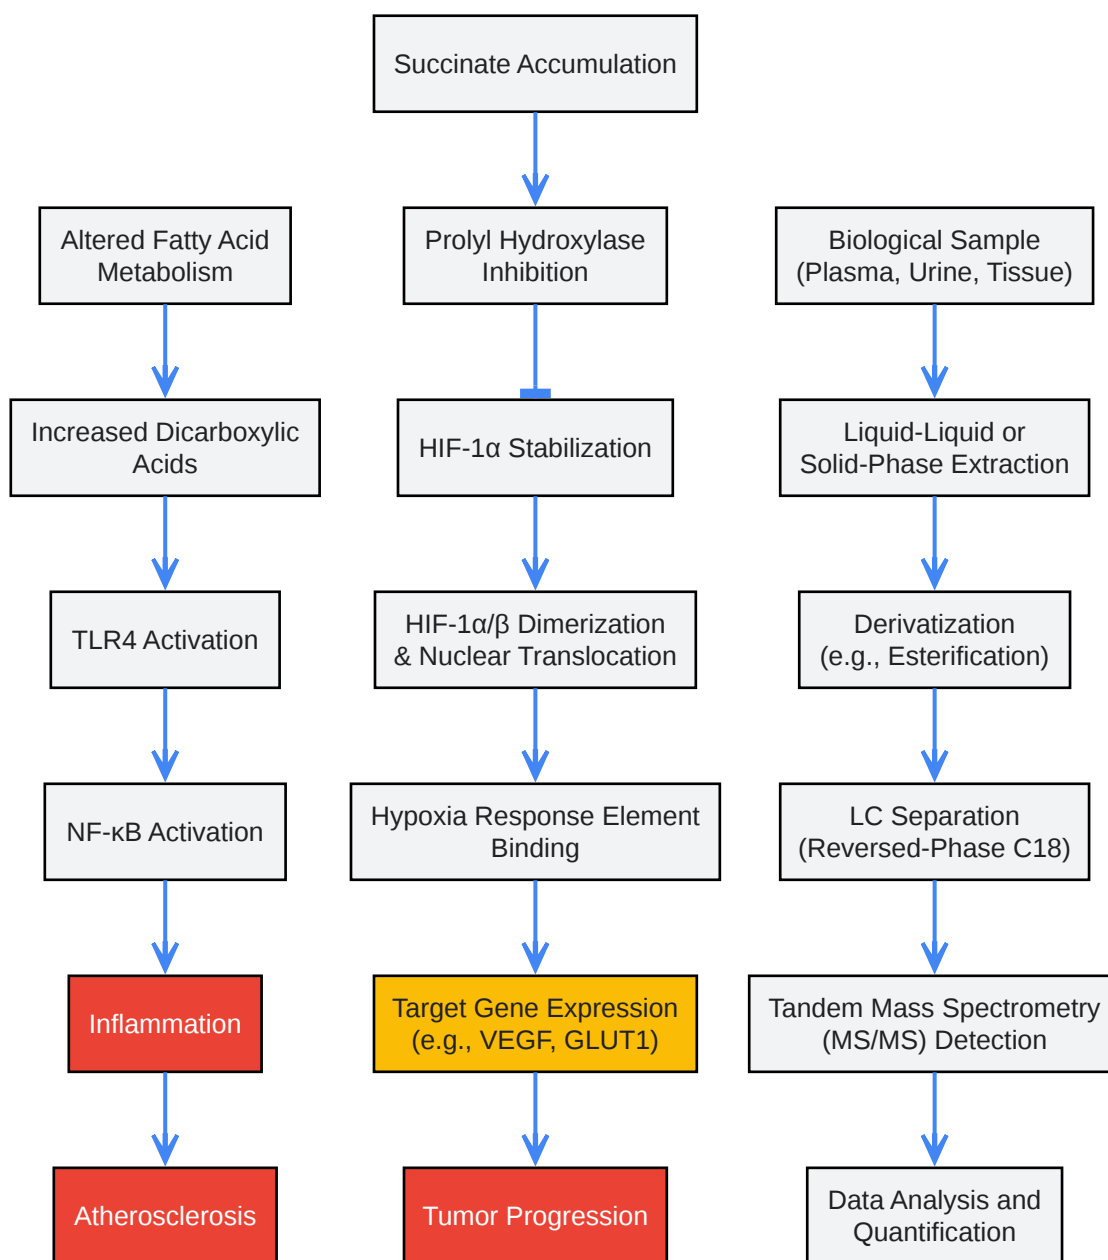 Succinate Accumulation
Altered Fatty Acid
Metabolism
Prolyl Hydroxylase
Inhibition
Biological Sample
(Plasma, Urine, Tissue)
Increased Dicarboxylic
Acids
HIF-1α Stabilization
Liquid-Liquid or
Solid-Phase Extraction
TLR4 Activation
HIF-1α/β Dimerization
& Nuclear Translocation
Derivatization
(e.g., Esterification)
NF-κB Activation
Hypoxia Response Element
Binding
LC Separation
(Reversed-Phase C18)
Inflammation
Target Gene Expression
(e.g., VEGF, GLUT1)
Tandem Mass Spectrometry
(MS/MS) Detection
Atherosclerosis
Tumor Progression
Data Analysis and
Quantification